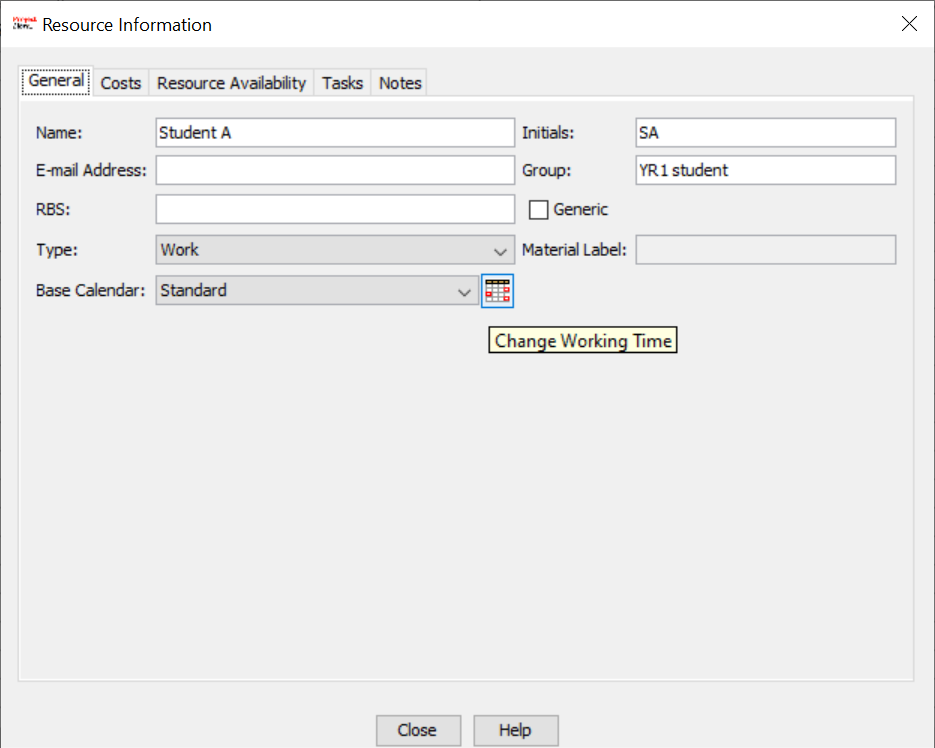 Resource Information
General Costs Resource Availability Tasks Notes
Name: Student A Initials: SA
E-mail Address: Group: YR1 student
RBS: Generic
Type: Work Material Label:
Base Calendar: Standard
Change Working Time
Close Help